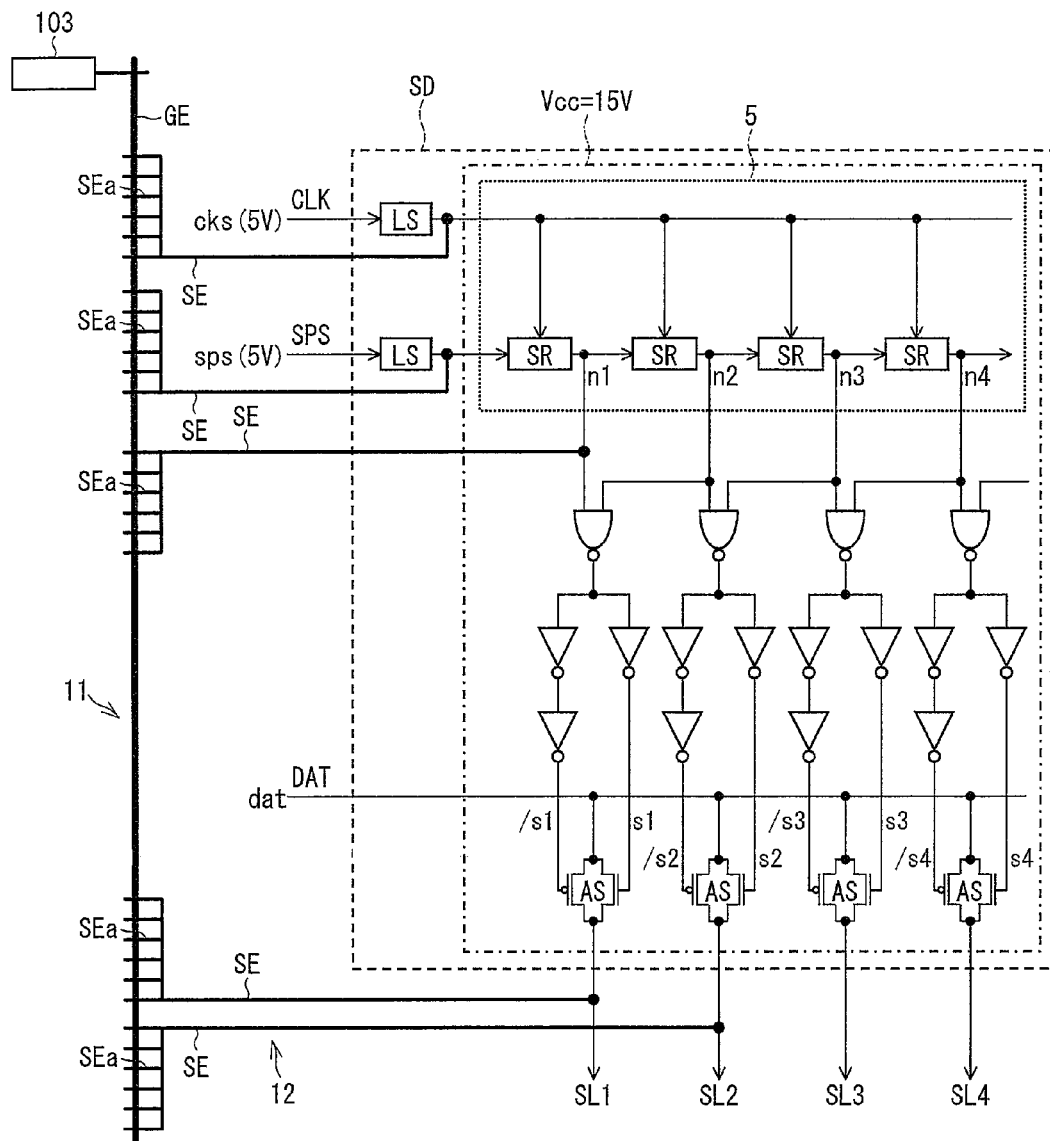 103
GE
SD
Vcc=15V
5
SEa
CLK
cks(5V)
LS
SE
SEa
SPS
sps(5V)
LS
SR
SR
SR
SR
n1
n2
n3
n4
SE
SE
SEa
11
DAT
dat
/s1
s1
/s2
s2
/s3
s3
/s4
s4
AS
AS
AS
AS
SEa
SE
SE
SEa
12
SL1
SL2
SL3
SL4